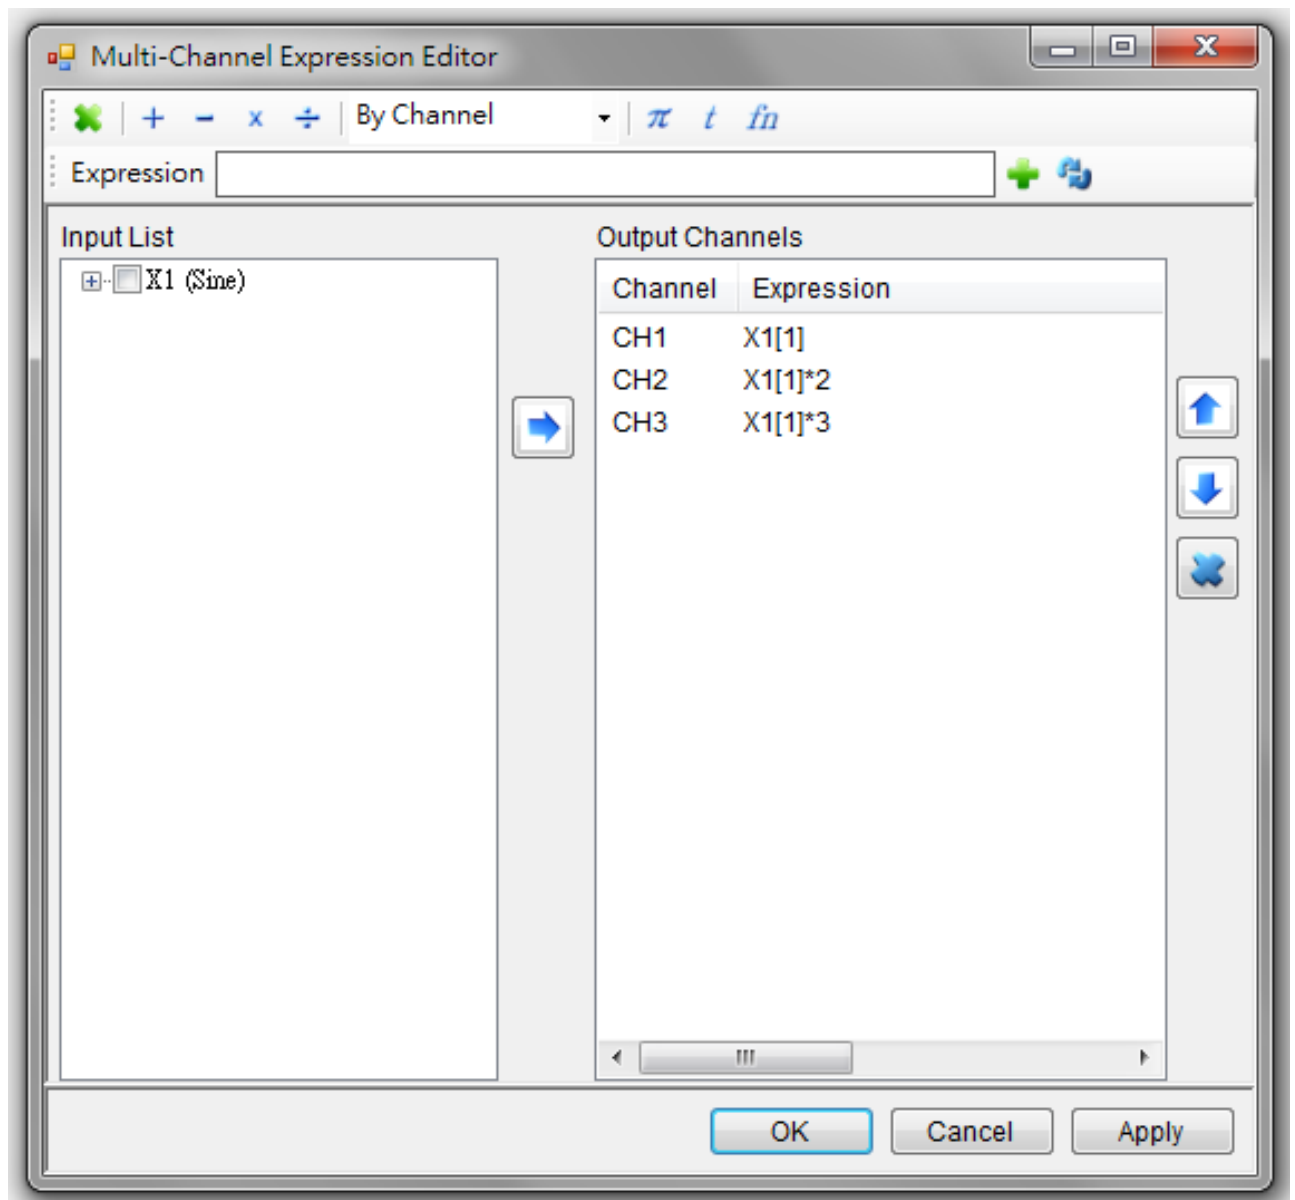 Multi-Channel Expression Editor
+ - x ÷ By Channel π t fn
Expression
Input List
Output Channels
X1 (Sine)
Channel Expression
CH1 X1[1]
CH2 X1[1]*2
CH3 X1[1]*3
OK Cancel Apply